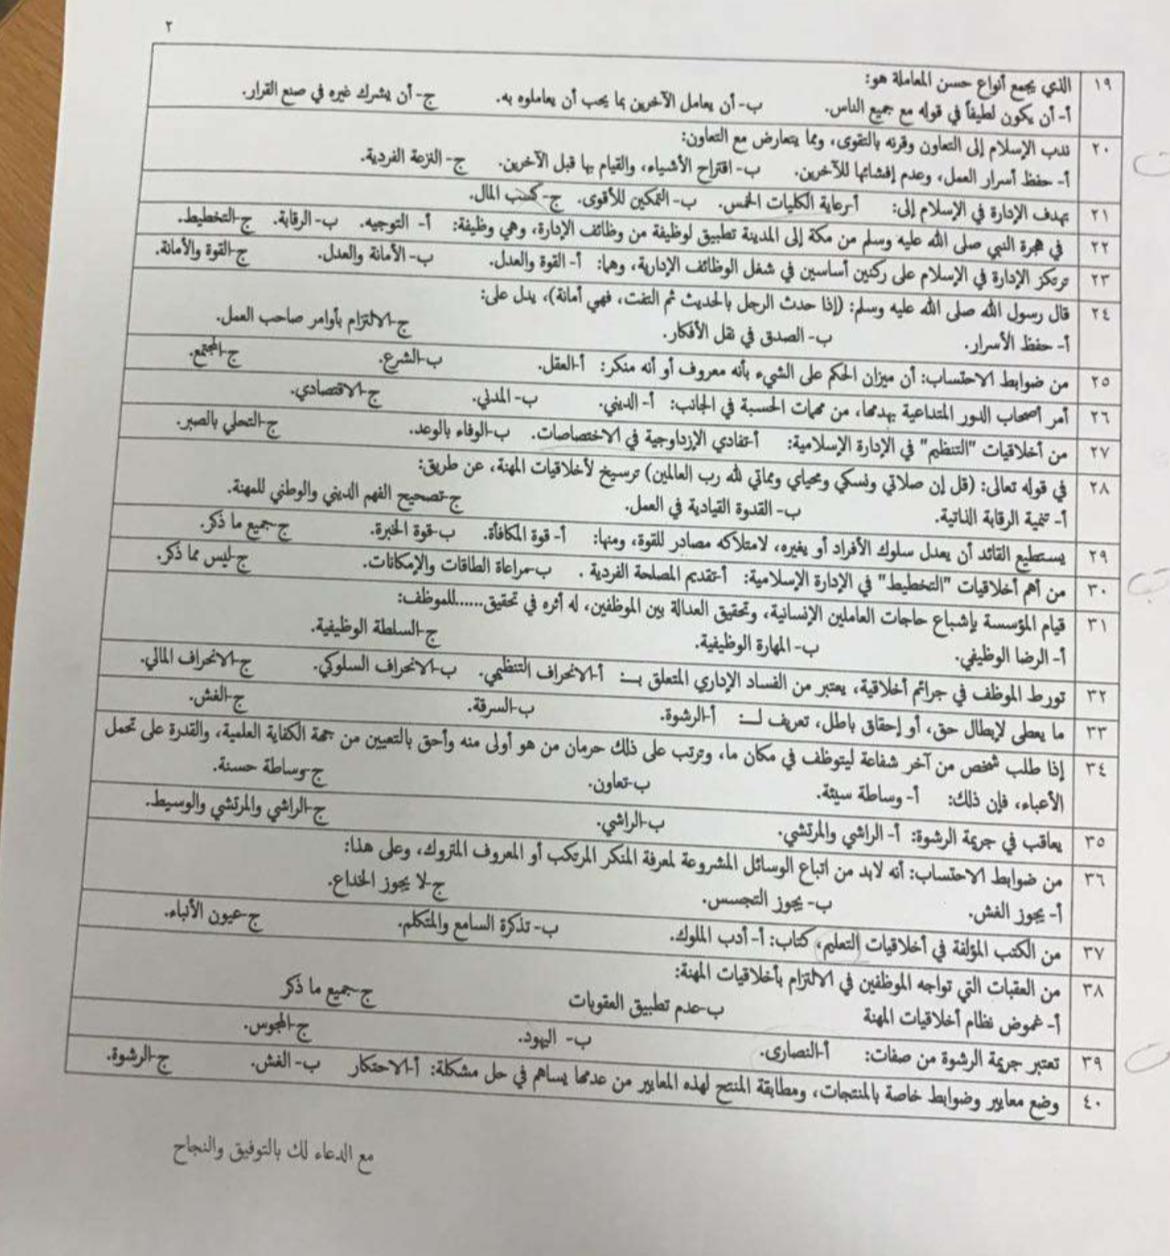 ٢
١٩ الذي يجمع أنواع حسن المعاملة هو:
أ- أن يكون لطيفاً في قوله مع جميع الناس. ب- أن يعامل الآخرين بما يحب أن يعاملوه به. ج- أن يشرك غيره في صنع القرار.
٢٠ ندب الإسلام إلى التعاون وقرنه بالتقوى، ومما يتعارض مع التعاون:
أ- حفظ أسرار العمل، وعدم إفشائها للآخرين. ب- اقتراح الأشياء، والقيام بها قبل الآخرين. ج- النزعة الفردية.
٢١ تهدف الإدارة في الإسلام إلى: أ-رعاية الكليات الخمس. ب- التمكين للأقوى. ج- كسب المال.
٢٢ في هجرة النبي صلى الله عليه وسلم من مكة إلى المدينة تطبيق لوظيفة من وظائف الإدارة، وهي وظيفة: أ- التوجيه. ب- الرقابة. ج-التخطيط.
٢٣ ترتكز الإدارة في الإسلام على ركنين أساسين في شغل الوظائف الإدارية، وهما: أ- القوة والعدل. ب- الأمانة والعدل. ج-القوة والأمانة.
٢٤ قال رسول الله صلى الله عليه وسلم: (إذا حدث الرجل بالحديث ثم التفت، فهي أمانة)، يدل على:
أ- حفظ الأسرار. ب- الصدق في نقل الأفكار. ج-الالتزام بأوامر صاحب العمل.
٢٥ من ضوابط الاحتساب: أن ميزان الحكم على الشيء بأنه معروف أو أنه منكر: أ-العقل. ب-الشرع. ج-المجتمع.
٢٦ أمر أصحاب الدور المتداعية بهدمها، من مهمات الحسبة في الجانب: أ- الديني. ب- المدني. ج-الاقتصادي.
٢٧ من أخلاقيات "التنظيم" في الإدارة الإسلامية: أ-تفادي الإزداوجية في الاختصاصات. ب-الوفاء بالوعد. ج-التحلي بالصبر.
٢٨ في قوله تعالى: (قل إن صلاتي ونسكي ومحياي ومماتي لله رب العالمين) ترسيخ لأخلاقيات المهنة، عن طريق:
أ- تنمية الرقابة الذاتية. ب- القدوة القيادية في العمل. ج-تصحيح الفهم الديني والوطني للمهنة.
٢٩ يستطيع القائد أن يعدل سلوك الأفراد أو يغيره، لامتلاكه مصادر للقوة، ومنها: أ- قوة المكافأة. ب-قوة الخبرة. ج-جميع ما ذكر.
٣٠ من أهم أخلاقيات "التخطيط" في الإدارة الإسلامية: أ-تقديم المصلحة الفردية . ب-مراعاة الطاقات والإمكانات. ج-ليس مما ذكر.
٣١ قيام المؤسسة بإشباع حاجات العاملين الإنسانية، وتحقيق العدالة بين الموظفين، له أثره في تحقيق......للموظف:
أ- الرضا الوظيفي. ب- المهارة الوظيفية. ج-السلطة الوظيفية.
٣٢ تورط الموظف في جرائم أخلاقية، يعتبر من الفساد الإداري المتعلق بـ: أ-الانحراف التنظيمي. ب-الانحراف السلوكي. ج-الانحراف المالي.
٣٣ ما يعطى لإبطال حق، أو إحقاق باطل، تعريف لـ: أ-الرشوة. ب-السرقة. ج-الغش.
٣٤ إذا طلب شخص من آخر شفاعة ليتوظف في مكان ما، وترتب على ذلك حرمان من هو أولى منه وأحق بالتعيين من جهة الكفاية العلمية، والقدرة على تحمل
الأعباء، فإن ذلك: أ- وساطة سيئة. ب-تعاون. ج-وساطة حسنة.
٣٥ يعاقب في جريمة الرشوة: أ- الراشي والمرتشي. ب-الراشي. ج-الراشي والمرتشي والوسيط.
٣٦ من ضوابط الاحتساب: أنه لابد من اتباع الوسائل المشروعة لمعرفة المنكر المرتكب أو المعروف المتروك، وعلى هذا:
أ- يجوز الغش. ب- يجوز التجسس. ج-لا يجوز الخداع.
٣٧ من الكتب المؤلفة في أخلاقيات التعليم، كتاب: أ- أدب الملوك. ب- تذكرة السامع والمتكلم. ج-عيون الأنباء.
٣٨ من العقبات التي تواجه الموظفين في الالتزام بأخلاقيات المهنة:
أ- غموض نظام أخلاقيات المهنة ب-عدم تطبيق العقوبات ج-جميع ما ذكر
٣٩ تعتبر جريمة الرشوة من صفات: أ-النصارى. ب- اليهود. ج-المجوس.
٤٠ وضع معايير وضوابط خاصة بالمنتجات، ومطابقة المنتج لهذه المعايير من عدمها يساهم في حل مشكلة: أ-الاحتكار ب- الغش. ج-الرشوة.
مع الدعاء لك بالتوفيق والنجاح